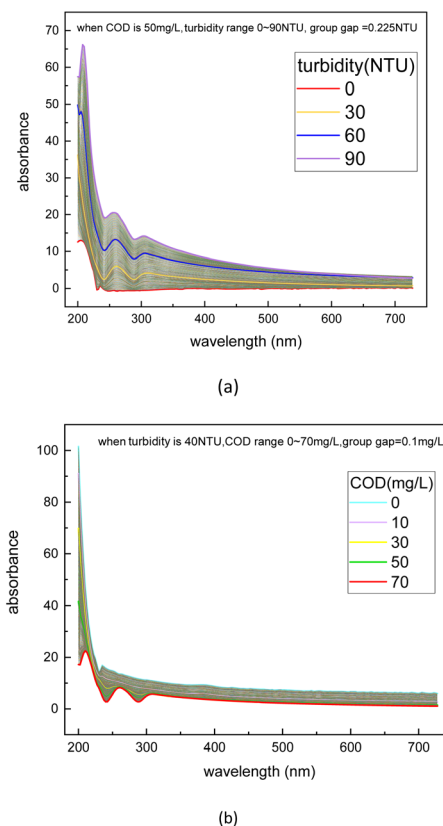 when COD is 50mg/L,turbidity range 0~90NTU, group gap =0.225NTU
turbidity(NTU)
0
30
60
90
70
60
50
40
30
20
10
0
absorbance
200 300 400 500 600 700
wavelength (nm)
(a)
when turbidity is 40NTU,COD range 0~70mg/L,group gap=0.1mg/L
COD(mg/L)
0
10
30
50
70
100
80
60
40
20
0
absorbance
200 300 400 500 600 700
wavelength (nm)
(b)